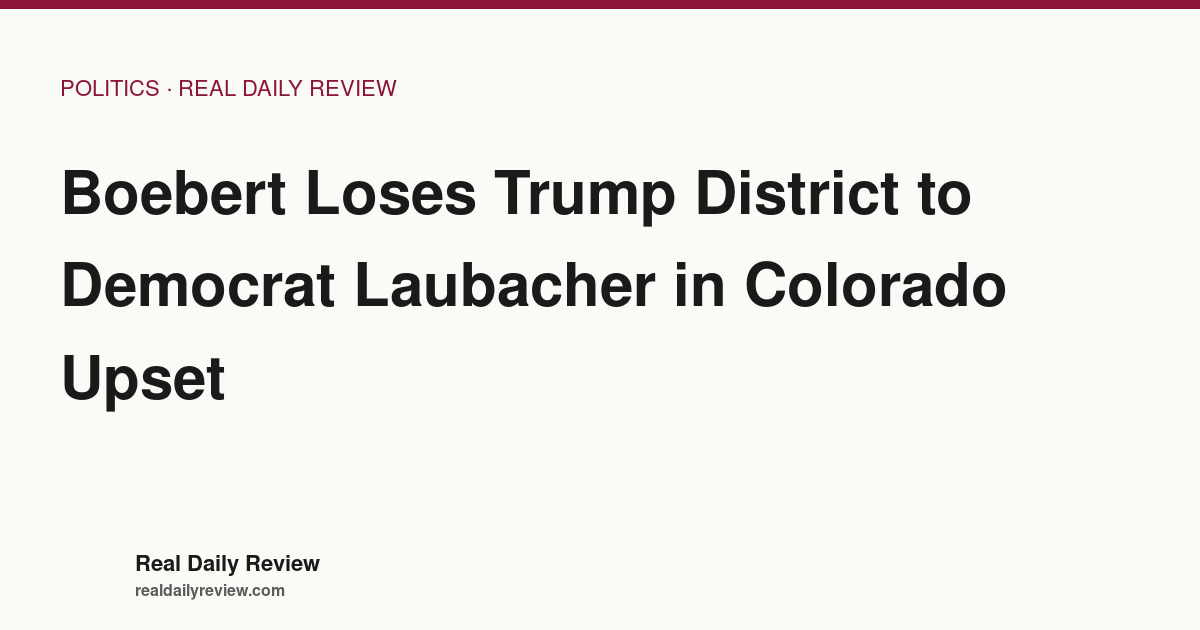 POLITICS · REAL DAILY REVIEW
Boebert Loses Trump District to
Democrat Laubacher in Colorado
Upset
Real Daily Review
realdailyreview.com